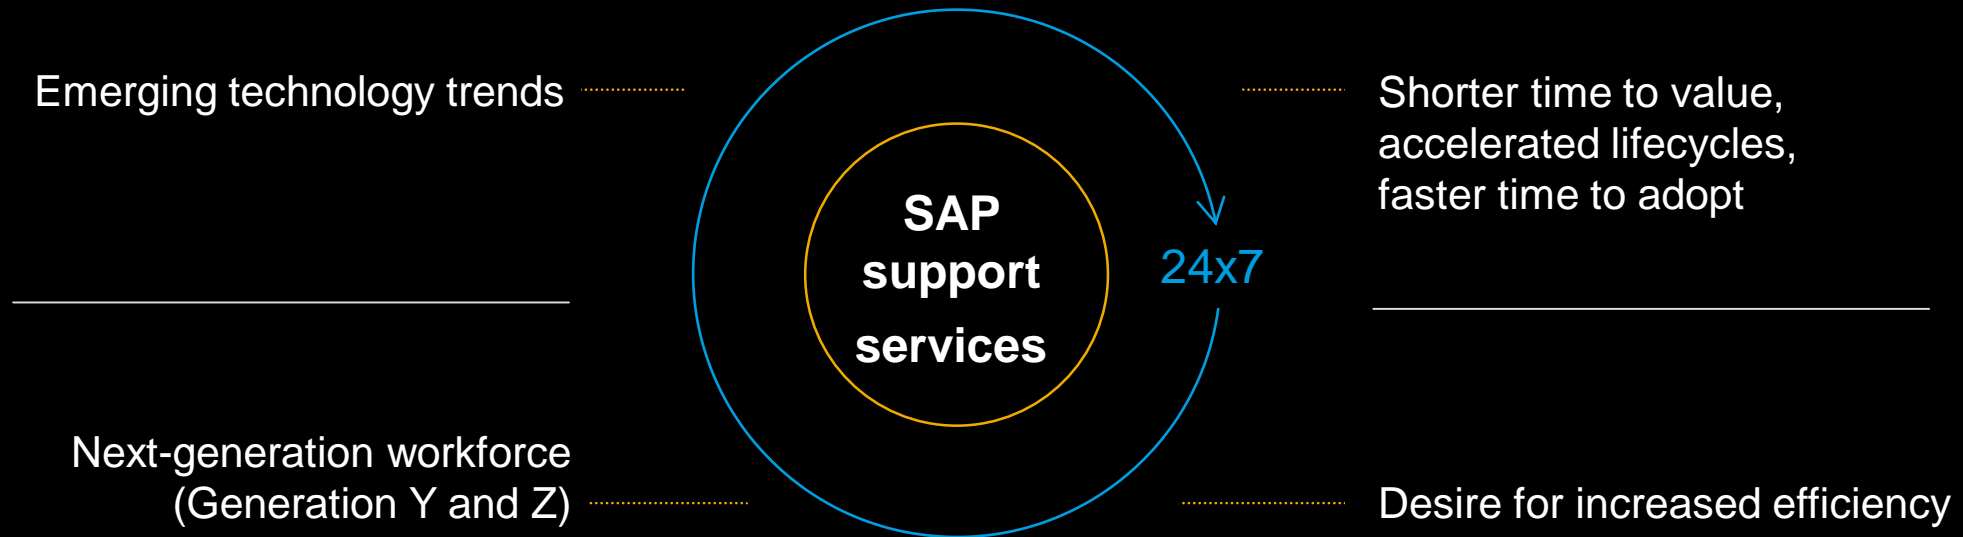 Emerging technology trends
Next-generation workforce
(Generation Y and Z)
SAP
support
services
24x7
Shorter time to value,
accelerated lifecycles,
faster time to adopt
Desire for increased efficiency